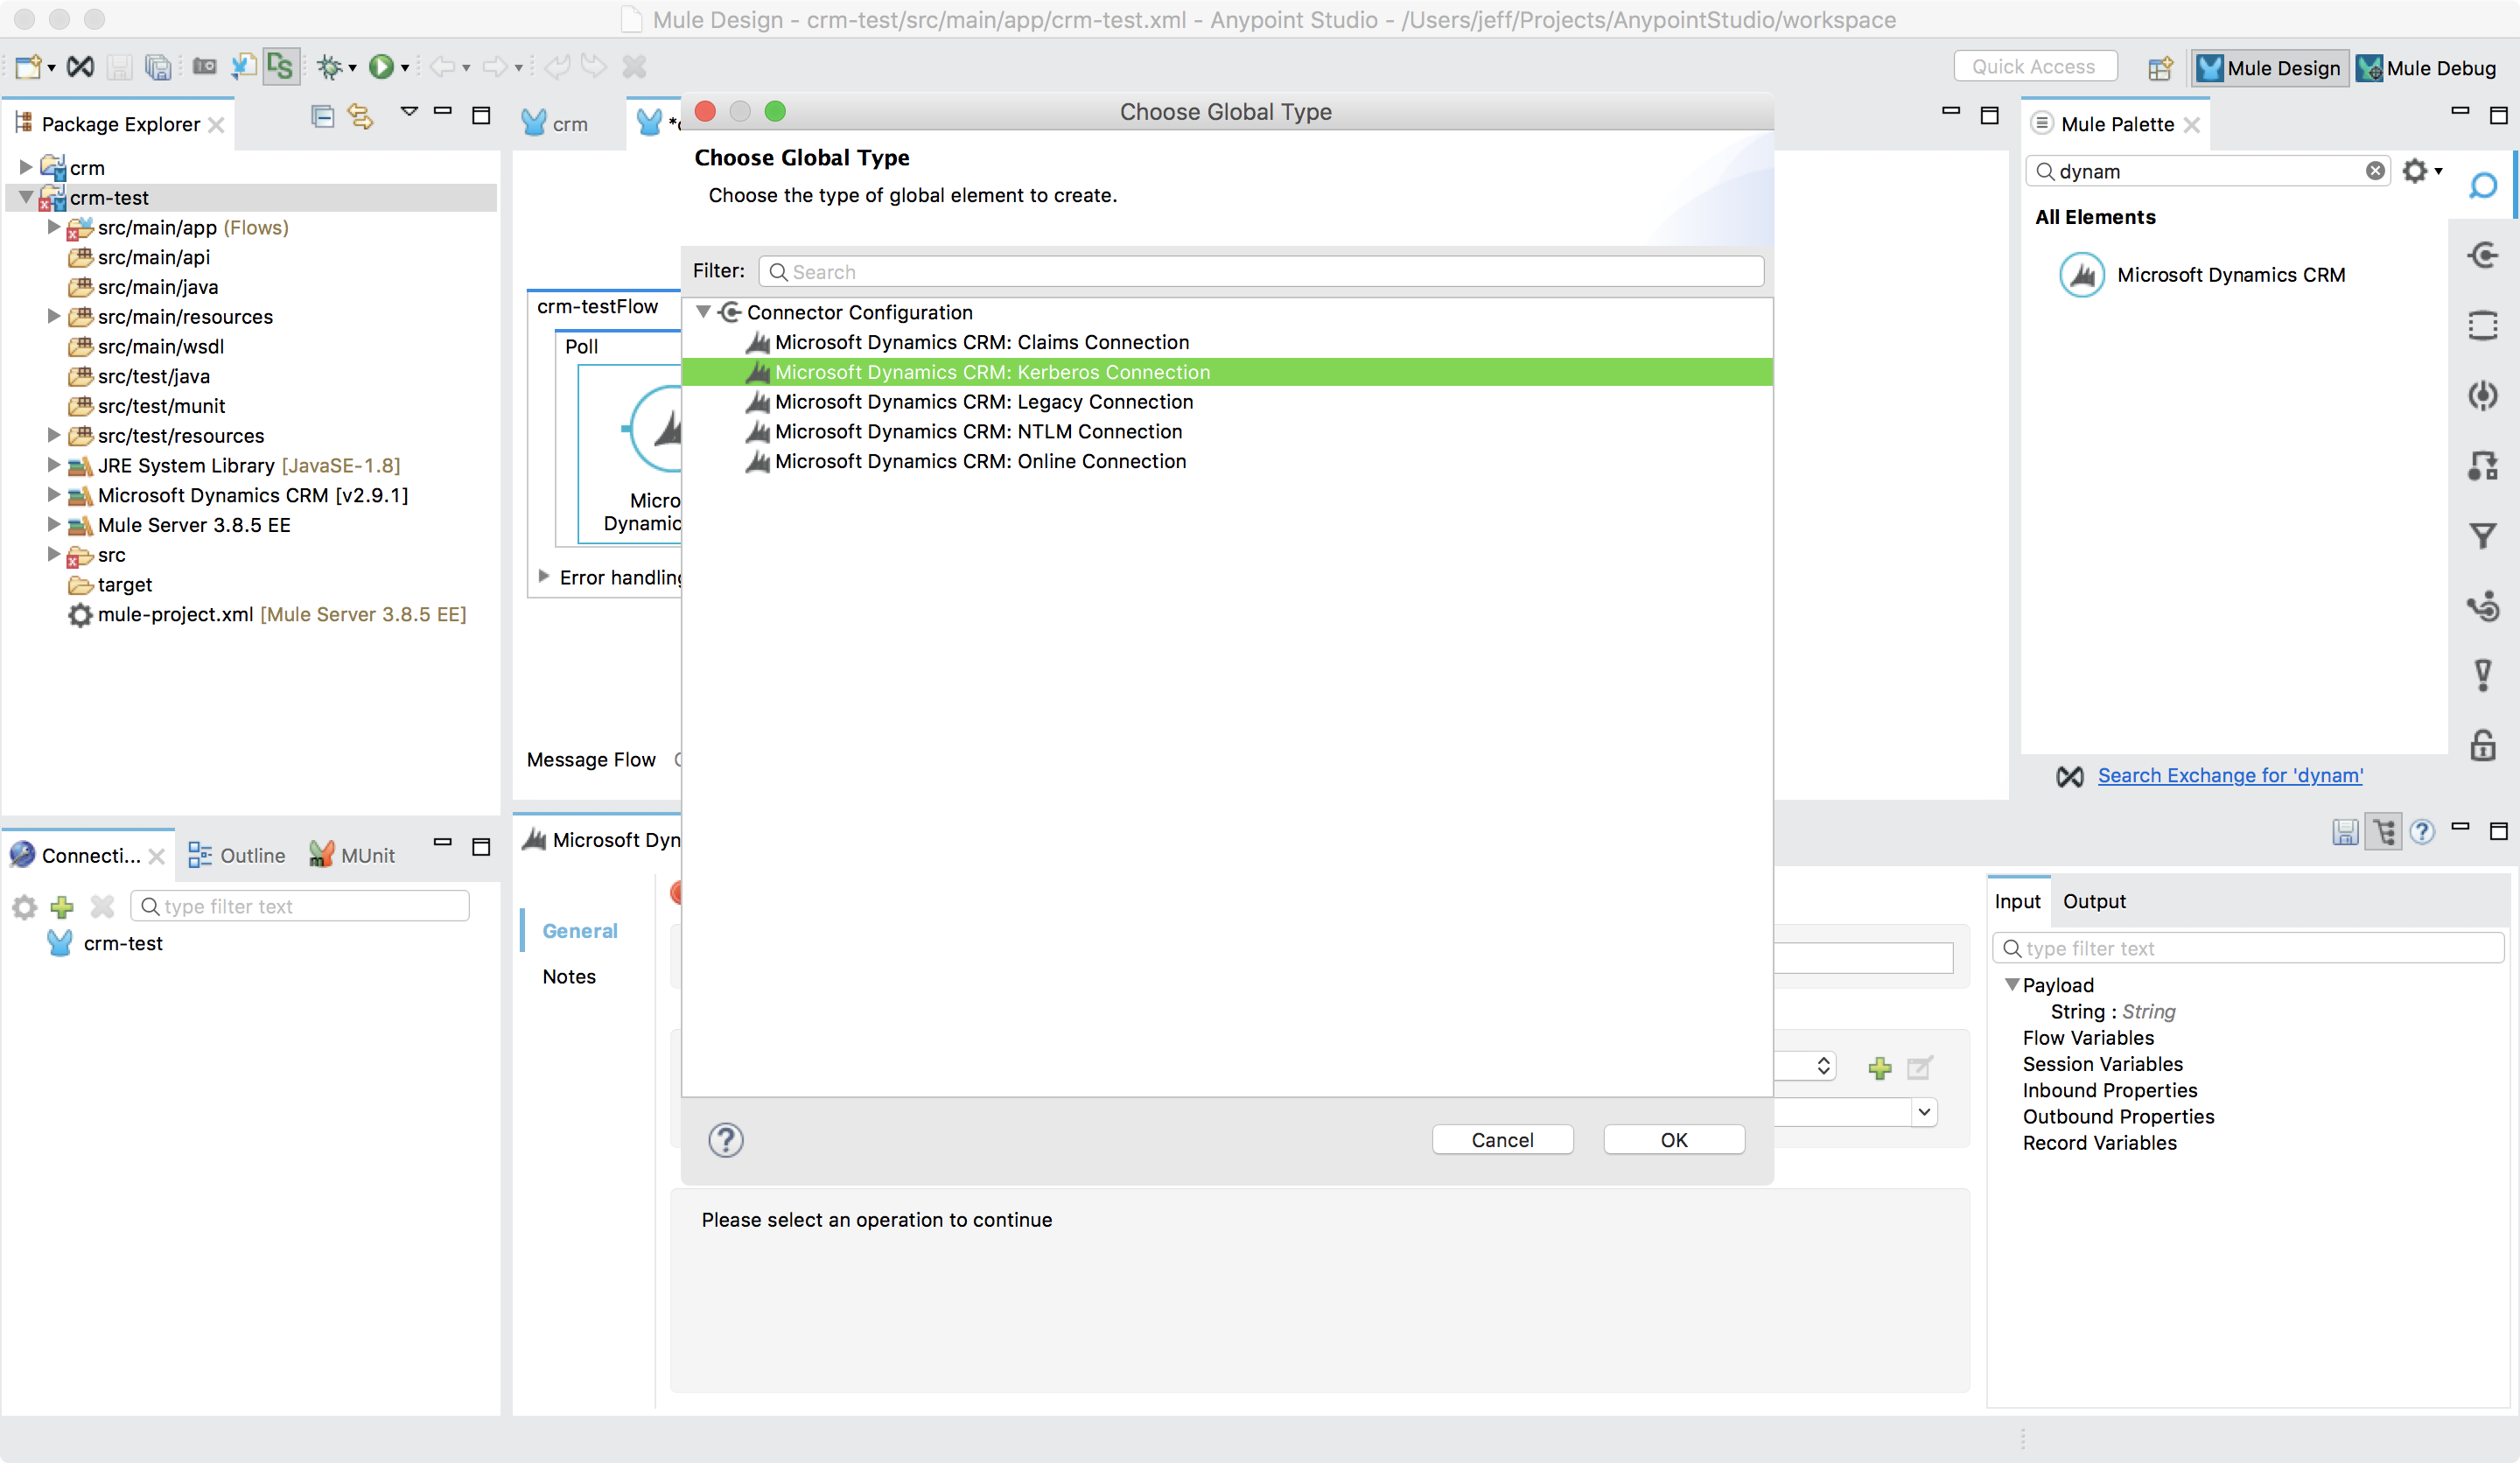 Mule Design - crm-test/src/main/app/crm-test.xml - Anypoint Studio - /Users/jeff/Projects/AnypointStudio/workspace
Quick Access
Mule Design
Mule Debug
Package Explorer
crm
crm-test
src/main/app (Flows)
src/main/api
src/main/java
src/main/resources
src/main/wsdl
src/test/java
src/test/munit
src/test/resources
JRE System Library [JavaSE-1.8]
Microsoft Dynamics CRM [v2.9.1]
Mule Server 3.8.5 EE
src
target
mule-project.xml [Mule Server 3.8.5 EE]
crm
crm-testFlow
Poll
Micro
Dynamic
Error handling
Message Flow
Choose Global Type
Choose Global Type
Choose the type of global element to create.
Filter:
Search
Connector Configuration
Microsoft Dynamics CRM: Claims Connection
Microsoft Dynamics CRM: Kerberos Connection
Microsoft Dynamics CRM: Legacy Connection
Microsoft Dynamics CRM: NTLM Connection
Microsoft Dynamics CRM: Online Connection
Cancel
OK
Mule Palette
dynam
All Elements
Microsoft Dynamics CRM
Search Exchange for 'dynam'
Connecti...
Outline
MUnit
type filter text
crm-test
Microsoft Dyn
General
Notes
Please select an operation to continue
Input
Output
type filter text
Payload
String : String
Flow Variables
Session Variables
Inbound Properties
Outbound Properties
Record Variables